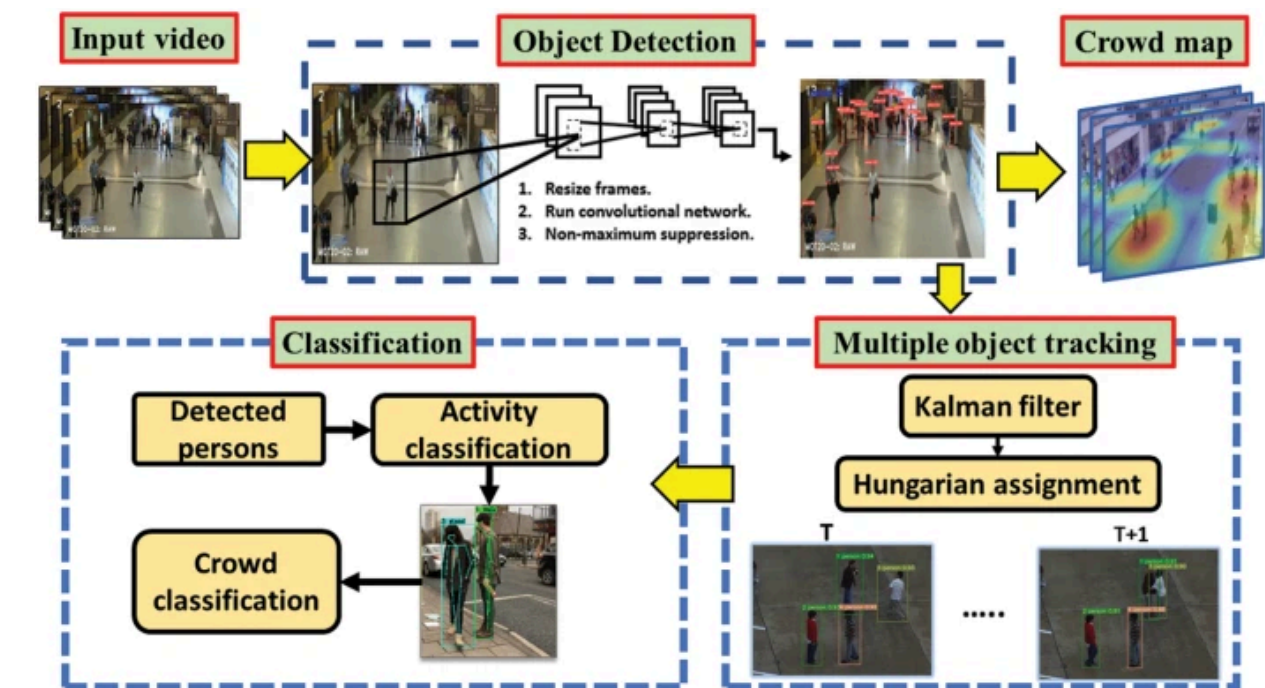 Input video
Object Detection
Crowd map
1. Resize frames.
2. Run convolutional network.
3. Non-maximum suppression.
Classification
Multiple object tracking
Detected
persons
Activity
classification
Crowd
classification
Kalman filter
Hungarian assignment
T
T+1
.....